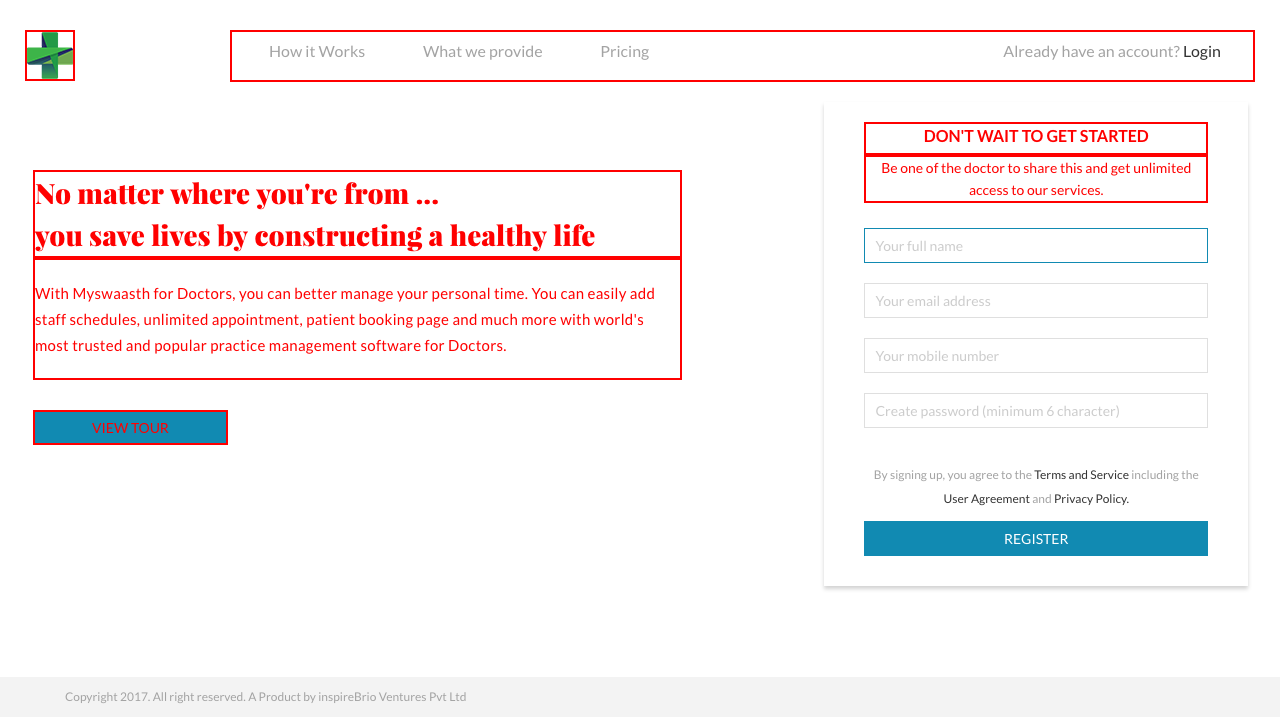 How it Works
What we provide
Pricing
Already have an account? Login
No matter where you're from ...
you save lives by constructing a healthy life
With Myswaasth for Doctors, you can better manage your personal time. You can easily add
staff schedules, unlimited appointment, patient booking page and much more with world's
most trusted and popular practice management software for Doctors.
VIEW TOUR
DON'T WAIT TO GET STARTED
Be one of the doctor to share this and get unlimited
access to our services.
Your full name
Your email address
Your mobile number
Create password (minimum 6 character)
By signing up, you agree to the Terms and Service including the
User Agreement and Privacy Policy.
REGISTER
Copyright 2017. All right reserved. A Product by inspireBrio Ventures Pvt Ltd